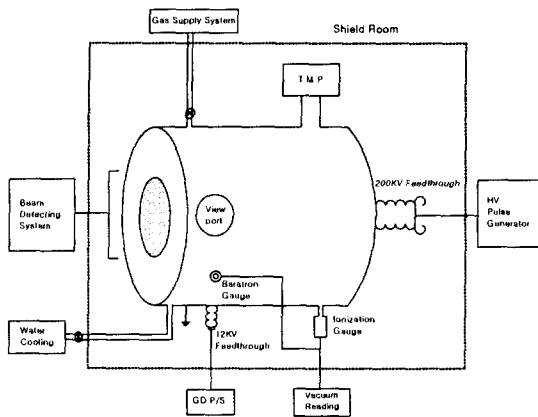 Gas Supply System
Shield Room
T.M.P
200KV Feedthrough
Beam
Detecting
System
View
port
HV
Pulse
Generator
Baratron
Gauge
Ionization
Gauge
Water
Cooling
12KV
Feedthrough
GD P/S
Vacuum
Reading